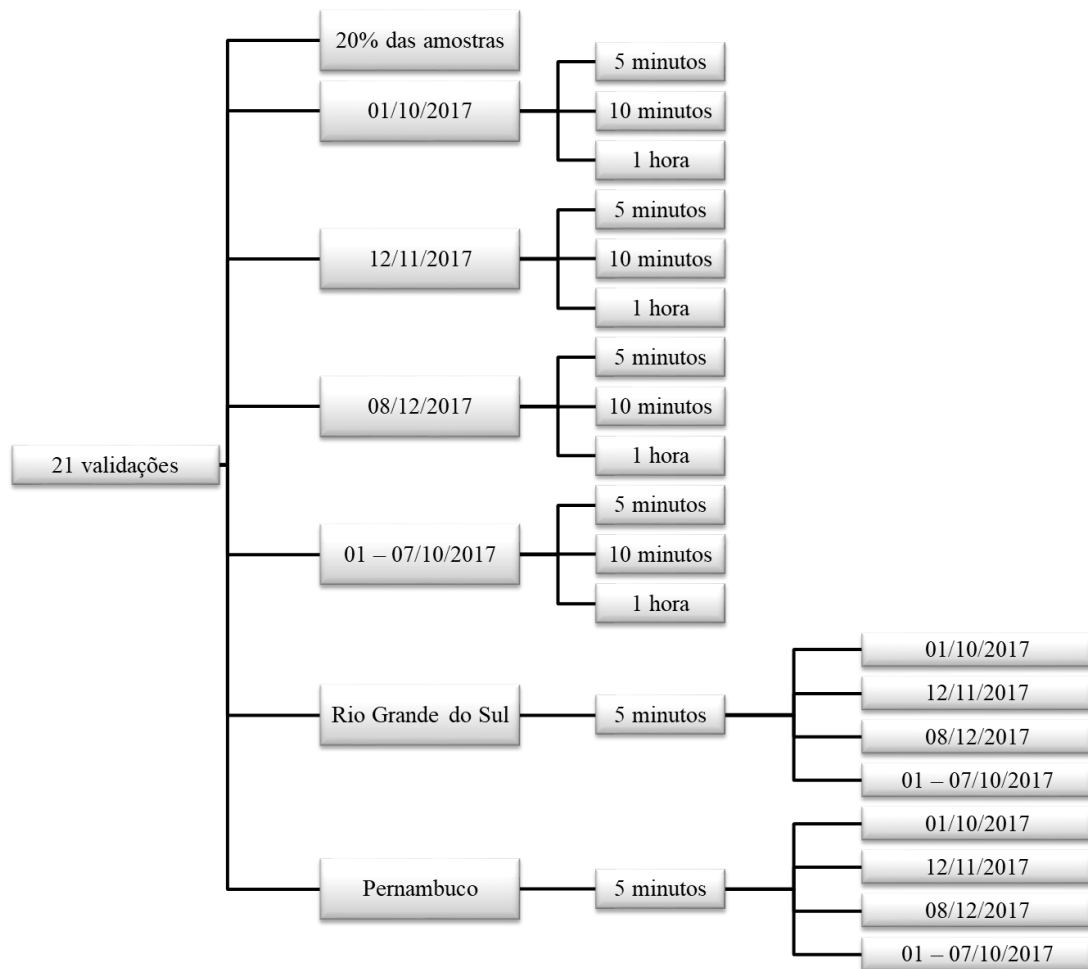 21 validações
20% das amostras
01/10/2017
5 minutos
10 minutos
1 hora
12/11/2017
5 minutos
10 minutos
1 hora
08/12/2017
5 minutos
10 minutos
1 hora
01 – 07/10/2017
5 minutos
10 minutos
1 hora
Rio Grande do Sul
5 minutos
01/10/2017
12/11/2017
08/12/2017
01 – 07/10/2017
Pernambuco
5 minutos
01/10/2017
12/11/2017
08/12/2017
01 – 07/10/2017